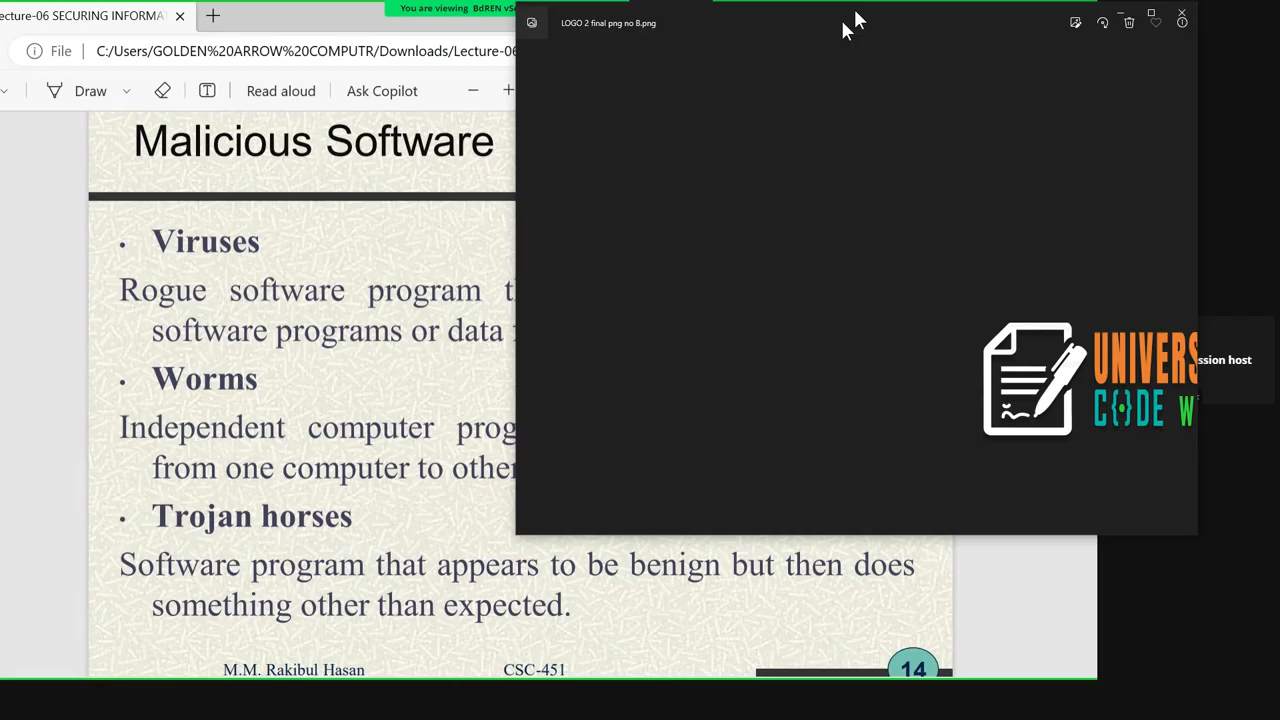 ecture-06 SECURING INFORMA
You are viewing BdREN
LOGO 2 final png no 8.png
File
C:/Users/GOLDEN%20ARROW%20COMPUTR/Downloads/Lecture-06
Draw
Read aloud
Ask Copilot
Malicious Software
• Viruses
Rogue software program
software programs or data
• Worms
Independent computer prog
from one computer to other
• Trojan horses
Software program that appears to be benign but then does
something other than expected.
M.M. Rakibul Hasan
CSC-451
14
UNIVERS
CODE W
ssion host